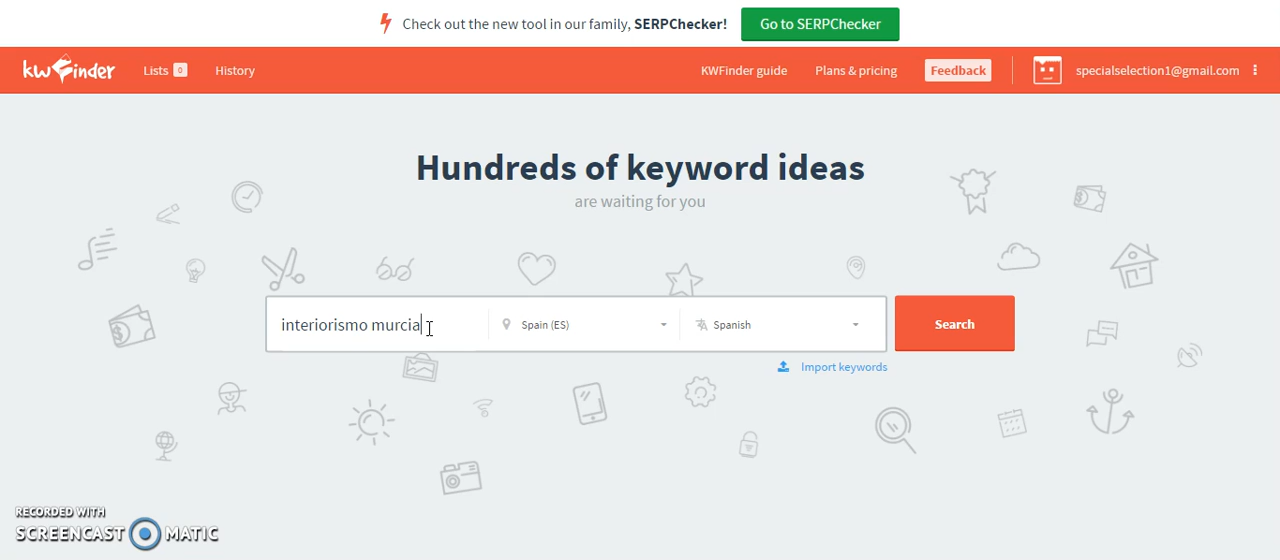 Check out the new tool in our family, SERPChecker! Go to SERPChecker
kwfinder Lists 0 History KWFinder guide Plans & pricing Feedback specialselection1@gmail.com
Hundreds of keyword ideas
are waiting for you
interiorismo murcia Spain (ES) Spanish Search
Import keywords
RECORDED WITH
SCREENCAST MATIC